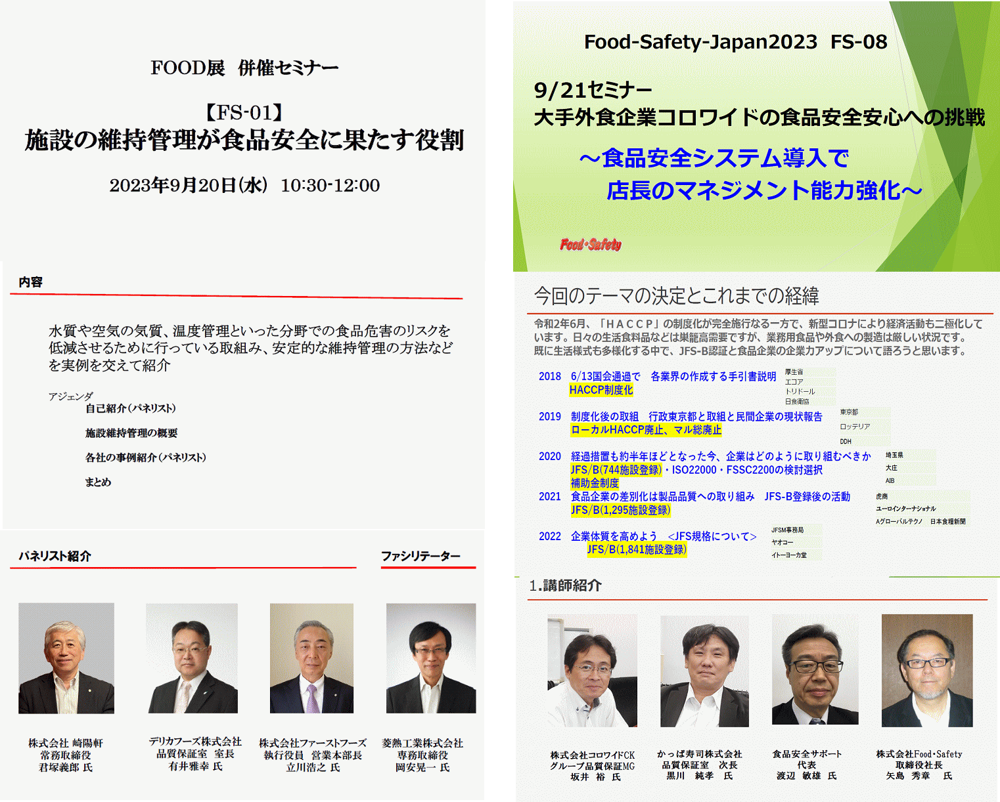 FOOD展 併催セミナー
【FS-01】
施設の維持管理が食品安全に果たす役割
2023年9月20日(水) 10:30-12:00
内容
水質や空気の気質、温度管理といった分野での食品危害のリスクを
低減させるために行っている取組み、安定的な維持管理の方法など
を実例を交えて紹介
アジェンダ
自己紹介(パネリスト)
施設維持管理の概要
各社の事例紹介(パネリスト)
まとめ
パネリスト紹介
ファシリテーター
株式会社 崎陽軒
常務取締役
君塚義郎 氏
デリカフーズ株式会社
品質保証室 室長
有井雅幸 氏
株式会社ファーストフーズ
執行役員 営業本部長
立川浩之 氏
菱熱工業株式会社
専務取締役
岡安晃一 氏
Food-Safety-Japan2023 FS-08
9/21セミナー
大手外食企業コロワイドの食品安全安心への挑戦
～食品安全システム導入で
店長のマネジメント能力強化～
Food・Safety
今回のテーマの決定とこれまでの経緯
令和2年6月、「ＨＡＣＣＰ」の制度化が完全施行なる一方で、新型コロナにより経済活動も二極化して
います。日々の生活食料品などは巣籠高需要ですが、業務用食品や外食への製造は厳しい状況です。
既に生活様式も多様化する中で、JFS-B認証と食品企業の企業力アップについて語ろうと思います。
2018 6/13国会通過で 各業界の作成する手引書説明
HACCP制度化
厚生省
エコア
トリドール
日食衛協
2019 制度化後の取組 行政東京都と取組と民間企業の現状報告
ローカルHACCP廃止、マル総廃止
東京都
ロッテリア
DDH
2020 経過措置も約半年ほどとなった今、企業はどのように取り組むべきか
JFS/B(744施設登録)・ISO22000・FSSC2200の検討選択
補助金制度
埼玉県
大庄
AIB
2021 食品企業の差別化は製品品質への取り組み JFS-B登録後の活動
JFS/B(1,295施設登録)
虎商
ユーロインターナショナル
Aグローバルテクノ 日本食糧新聞
2022 企業体質を高めよう <JFS規格について>
JFS/B(1,841施設登録)
JFSM事務局
ヤオコー
イトーヨーカ堂
1.講師紹介
株式会社コロワイドCK
グループ品質保証MG
坂井 裕 氏
かっぱ寿司株式会社
品質保証室 次長
黒川 純孝 氏
食品安全サポート
代表
渡辺 敏雄 氏
株式会社Food・Safety
取締役社長
矢島 秀章 氏